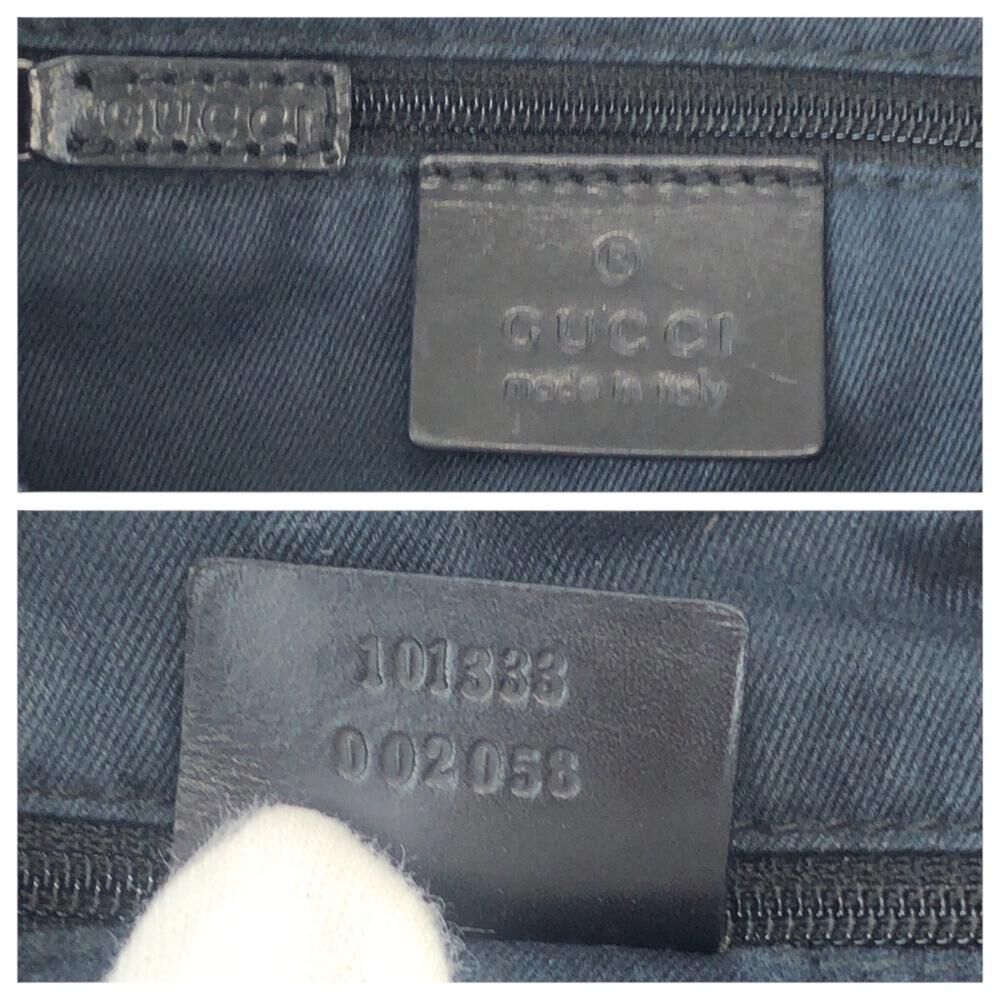 GUCCI
®
GUCCI
made in italy
101333
002058